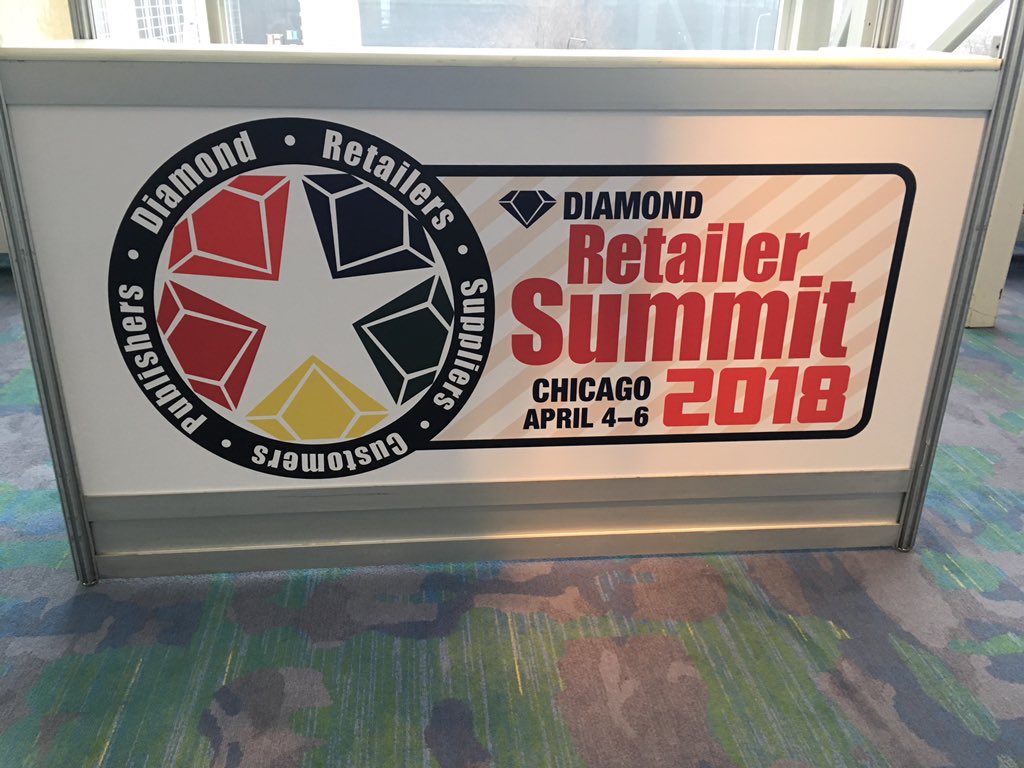 Diamond • Retailers • Suppliers • Customers • Publishers •
DIAMOND
Retailer
Summit
CHICAGO 2018
APRIL 4–6